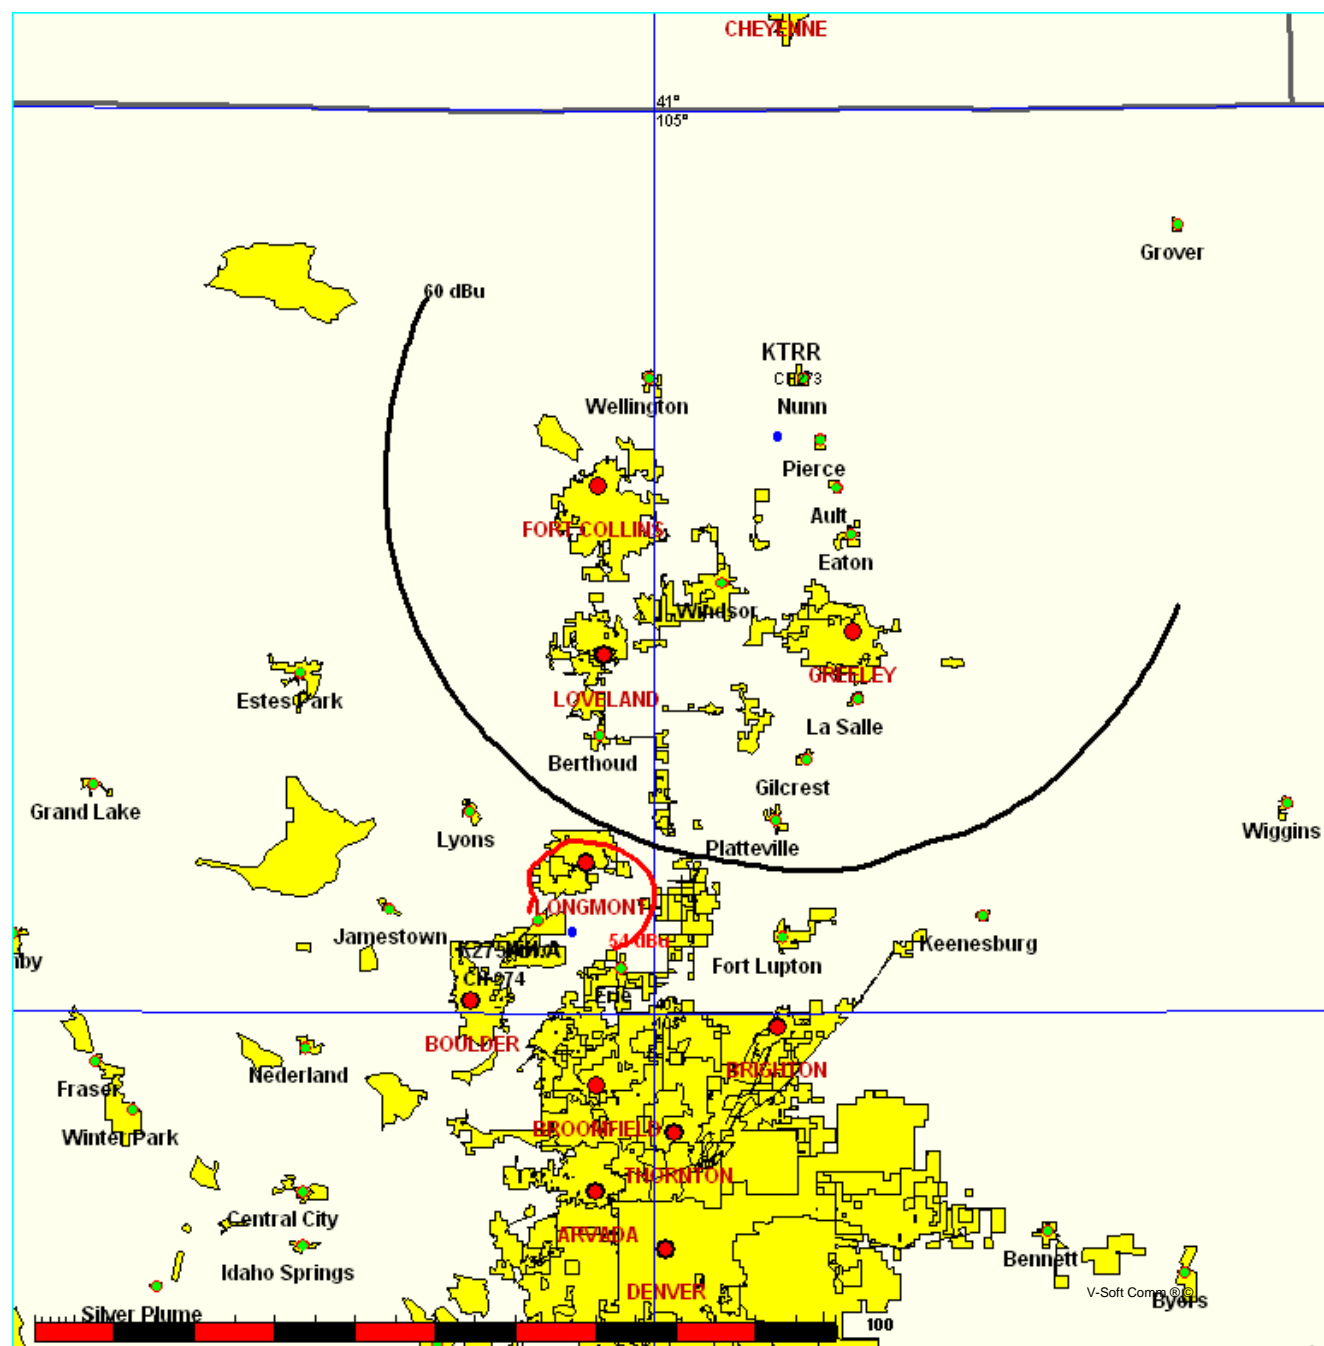 CHEYENNE
41°
105°
Grover
60 dBu
KTRR
Wellington
Nunn
Pierce
FORT COLLINS
Ault
Eaton
Windsor
GREELEY
Estes Park
LOVELAND
La Salle
Berthoud
Gilcrest
Grand Lake
Lyons
Platteville
Wiggins
LONGMONT
Jamestown
54 dBu
Keenesburg
Fort Lupton
Erie
BOULDER
Nederland
BRIGHTON
Fraser
BROOMFIELD
Winter Park
THORNTON
Central City
ARVADA
Bennett
Idaho Springs
DENVER
V-Soft Comm ® ©
Byers
Silver Plume
100